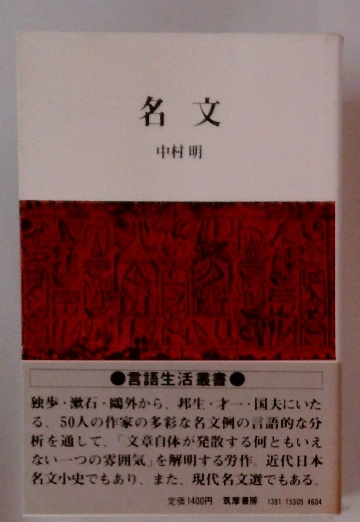 名文
中村明
●言語生活叢書●
独歩・漱石・鷗外から、邦生・才一・国夫にいた
る、50人の作家の多彩な名文例の言語的な分
析を通して、「文章自体が発散する何ともいえ
ない一つの雰囲気」を解明する労作。近代日本
名文小史でもあり、また、現代名文選でもある。
定価1400円 筑摩書房 1381 15305 4604